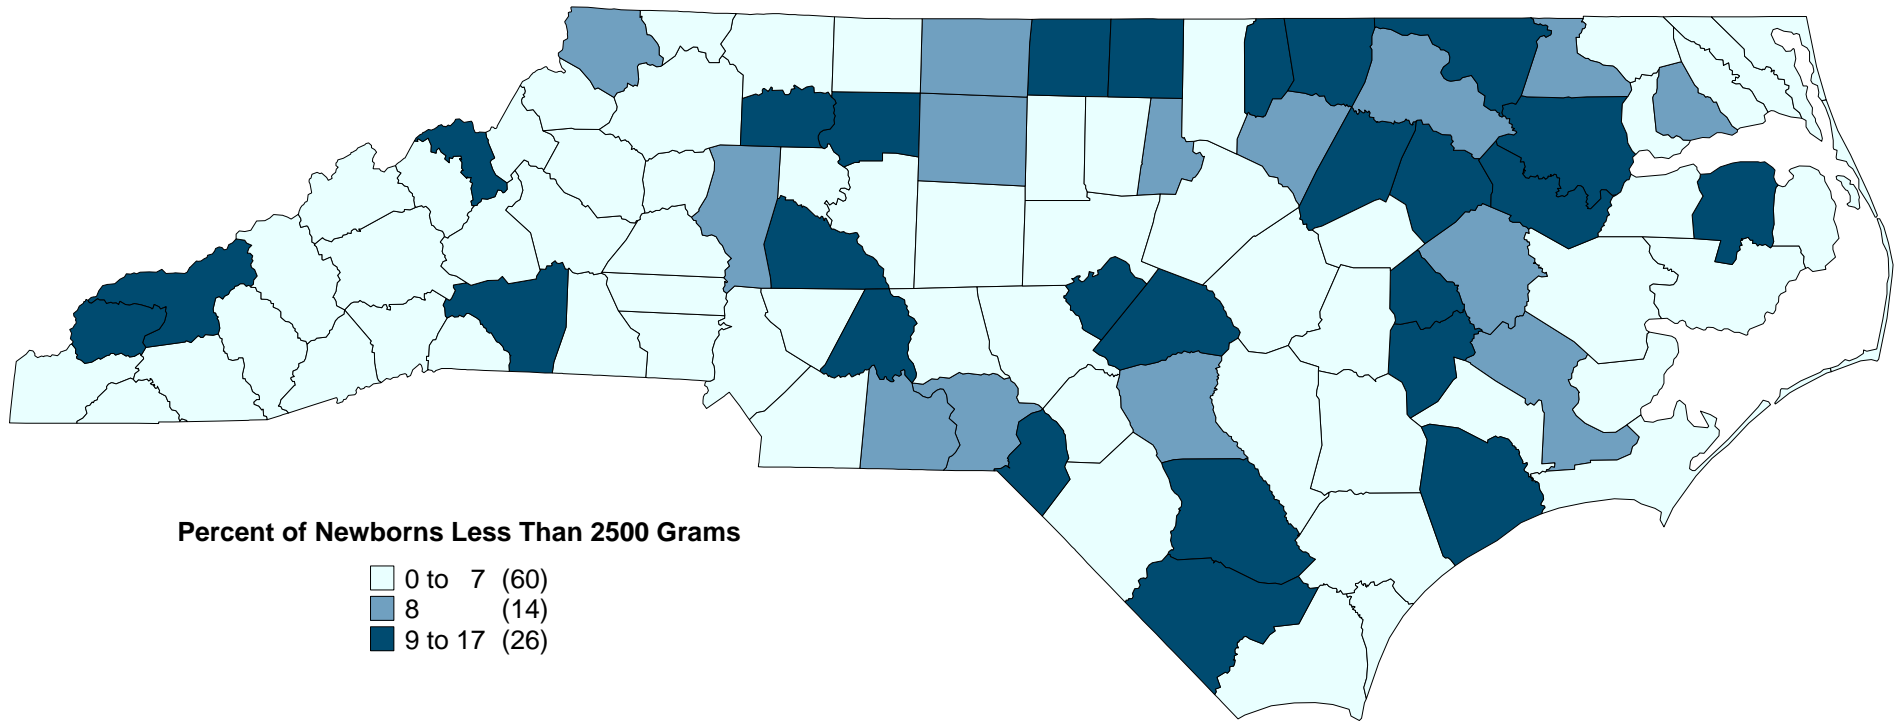 Percent of Newborns Less Than 2500 Grams
0 to 7 (60)
8 (14)
9 to 17 (26)